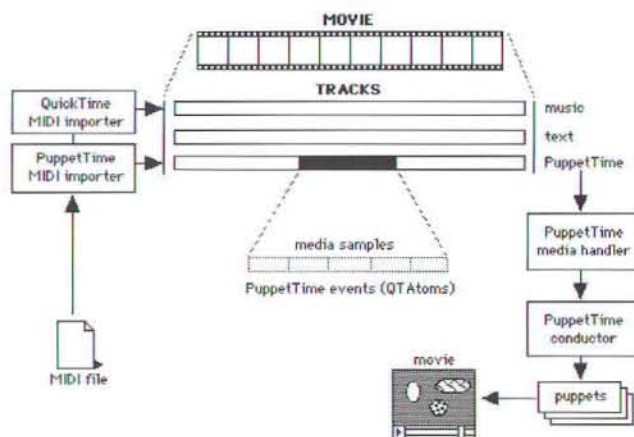 MOVIE
TRACKS
QuickTime
MIDI importer
music
text
PuppetTime
MIDI importer
PuppetTime
PuppetTime
media handler
media samples
PuppetTime events (QTAtoms)
PuppetTime
conductor
MIDI file
movie
puppets